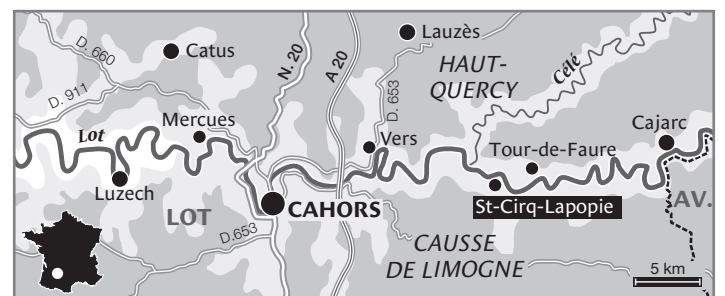 Lauzès
Catus
D. 660
N. 20
A 20
HAUT-
QUERCY
Célé
D. 911
D. 653
Mercues
Lot
Vers
Cajarc
Tour-de-Faure
Luzech
LOT
CAHORS
St-Cirq-Lapopie
AV.
D.653
CAUSSE
DE LIMOGNE
5 km